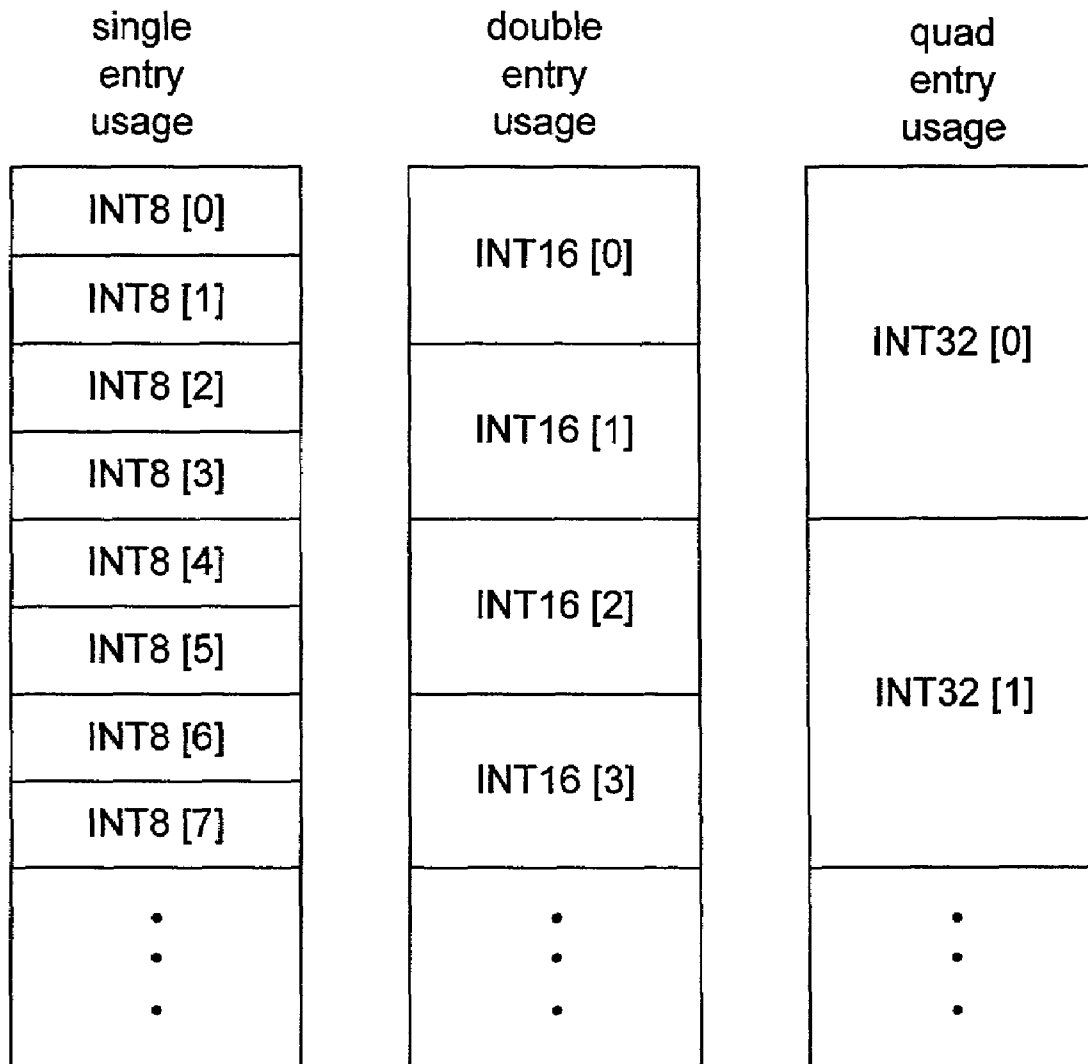 single
entry
usage
INT8 [0]
INT8 [1]
INT8 [2]
INT8 [3]
INT8 [4]
INT8 [5]
INT8 [6]
INT8 [7]
double
entry
usage
INT16 [0]
INT16 [1]
INT16 [2]
INT16 [3]
quad
entry
usage
INT32 [0]
INT32 [1]